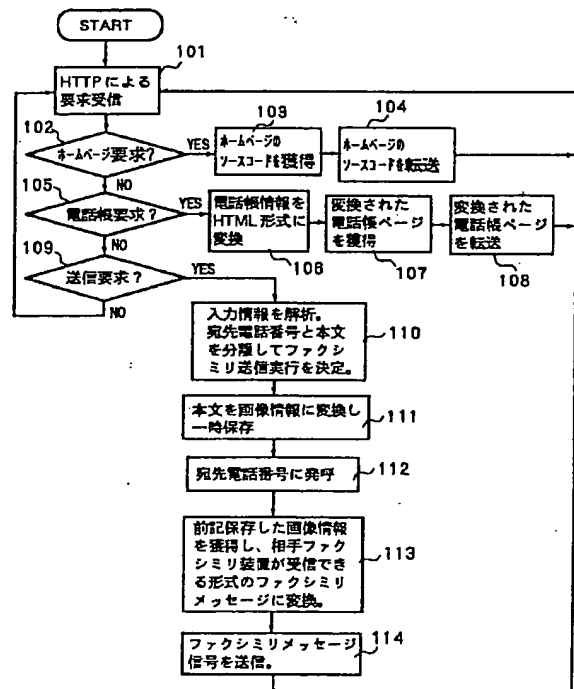 START
101
HTTPによる
要求受信
102
ホームページ要求?
YES
103
ホームページの
ソースコードを獲得
104
ホームページの
ソースコードを転送
NO
105
電話帳要求?
YES
電話帳情報を
HTML形式に
変換
106
変換された
電話帳ページ
を獲得
107
変換された
電話帳ページ
を転送
108
NO
109
送信要求?
YES
NO
入力情報を解析。
宛先電話番号と本文
を分離してファクシ
ミリ送信実行を決定。
110
本文を画像情報に変換し
一時保存
111
宛先電話番号に発呼
112
前記保存した画像情報
を獲得し、相手ファク
シミリ装置が受信でき
る形式のファクシミリ
メッセージに変換。
113
ファクシミリメッセージ
信号を送信。
114